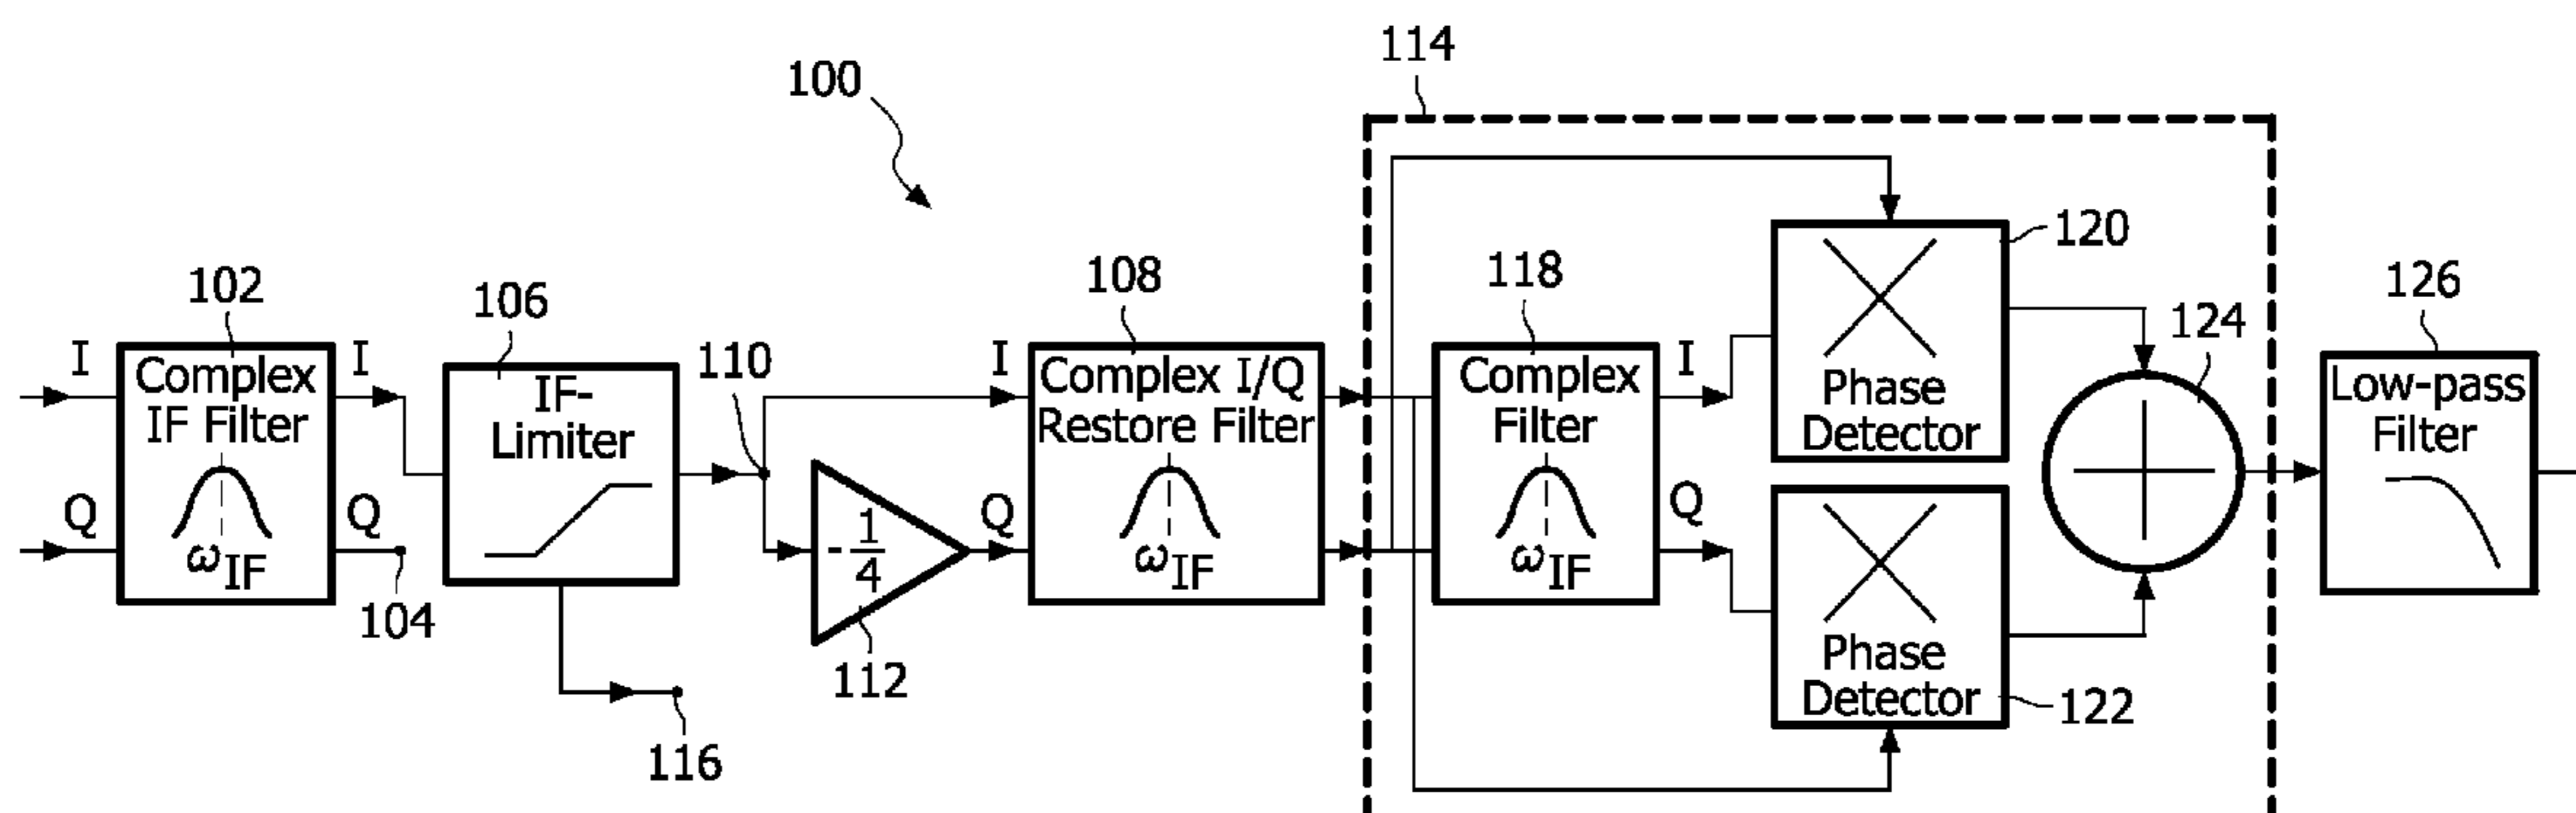 114
100
120
118
126
108
102
106
124
110
I
I
I
I
Complex
IF Filter
ωIF
IF-
Limiter
Complex I/Q
Restore Filter
ωIF
Complex
Filter
ωIF
Phase
Detector
Low-pass
Filter
Q
Q
Q
Q
-1/4
104
112
Phase
Detector
122
116